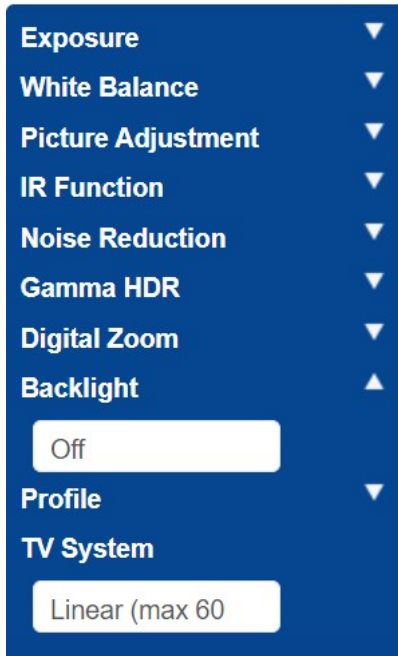 Exposure
White Balance
Picture Adjustment
IR Function
Noise Reduction
Gamma HDR
Digital Zoom
Backlight
Off
Profile
TV System
Linear (max 60